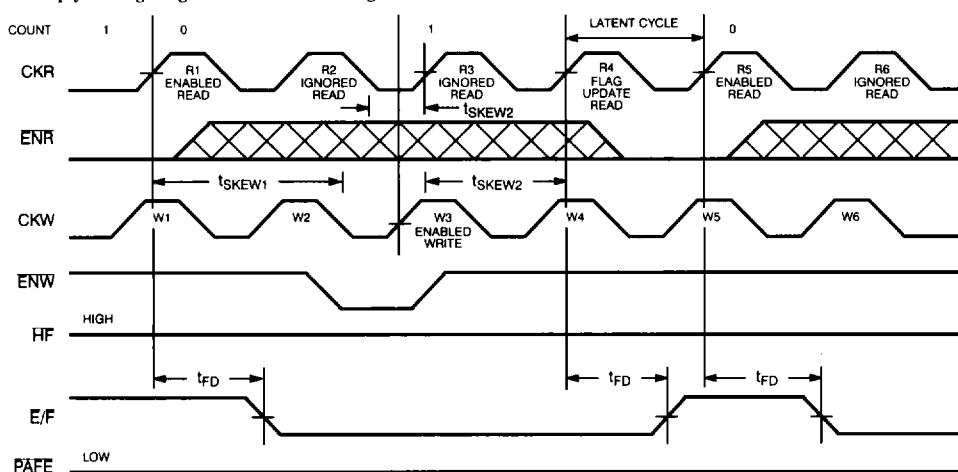 COUNT 1 0 1 LATENT CYCLE 0
CKR R1 ENABLED READ R2 IGNORED READ R3 IGNORED READ R4 FLAG UPDATE READ R5 ENABLED READ R6 IGNORED READ
tSKEW2
ENR
tSKEW1 tSKEW2
CKW W1 W2 W3 ENABLED WRITE W4 W5 W6
ENW
HIGH
HF
tFD tFD tFD
E/F
LOW
PAFE